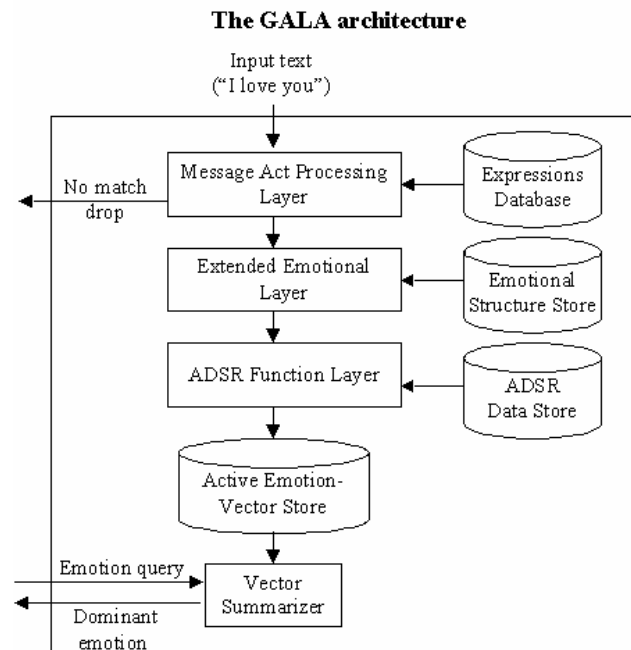 The GALA architecture
Input text
(“I love you”)
Message Act Processing
Layer
Expressions
Database
No match
drop
Extended Emotional
Layer
Emotional
Structure Store
ADSR Function Layer
ADSR
Data Store
Active Emotion-
Vector Store
Emotion query
Vector
Summarizer
Dominant
emotion